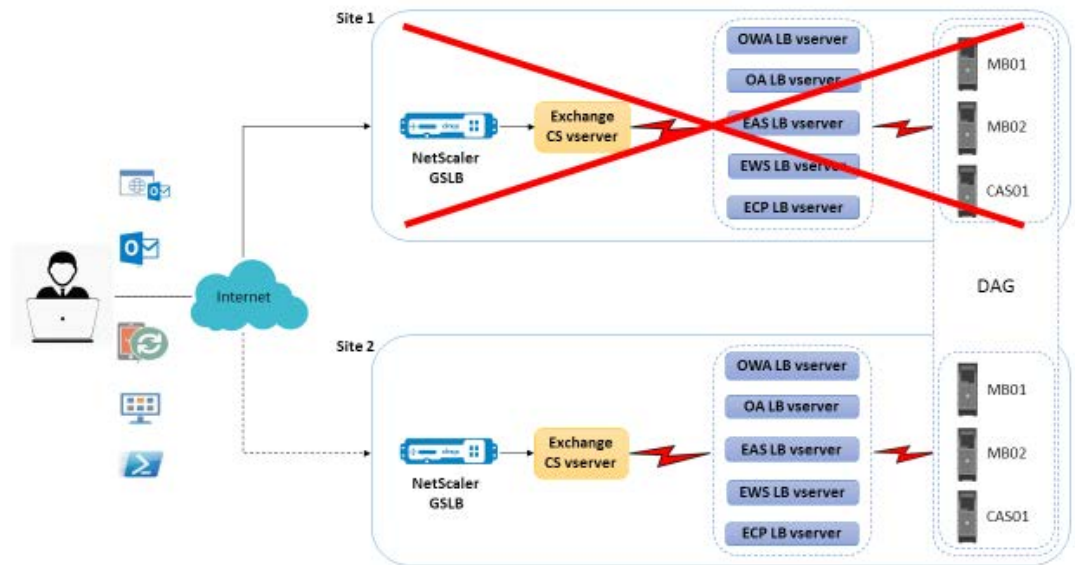 Site 1
OWA LB vserver
OA LB vserver
EAS LB vserver
EWS LB vserver
ECP LB vserver
MB01
MB02
CAS01
Exchange
CS vserver
NetScaler
GSLB
Internet
DAG
Site 2
OWA LB vserver
OA LB vserver
EAS LB vserver
EWS LB vserver
ECP LB vserver
MB01
MB02
CAS01
Exchange
CS vserver
NetScaler
GSLB